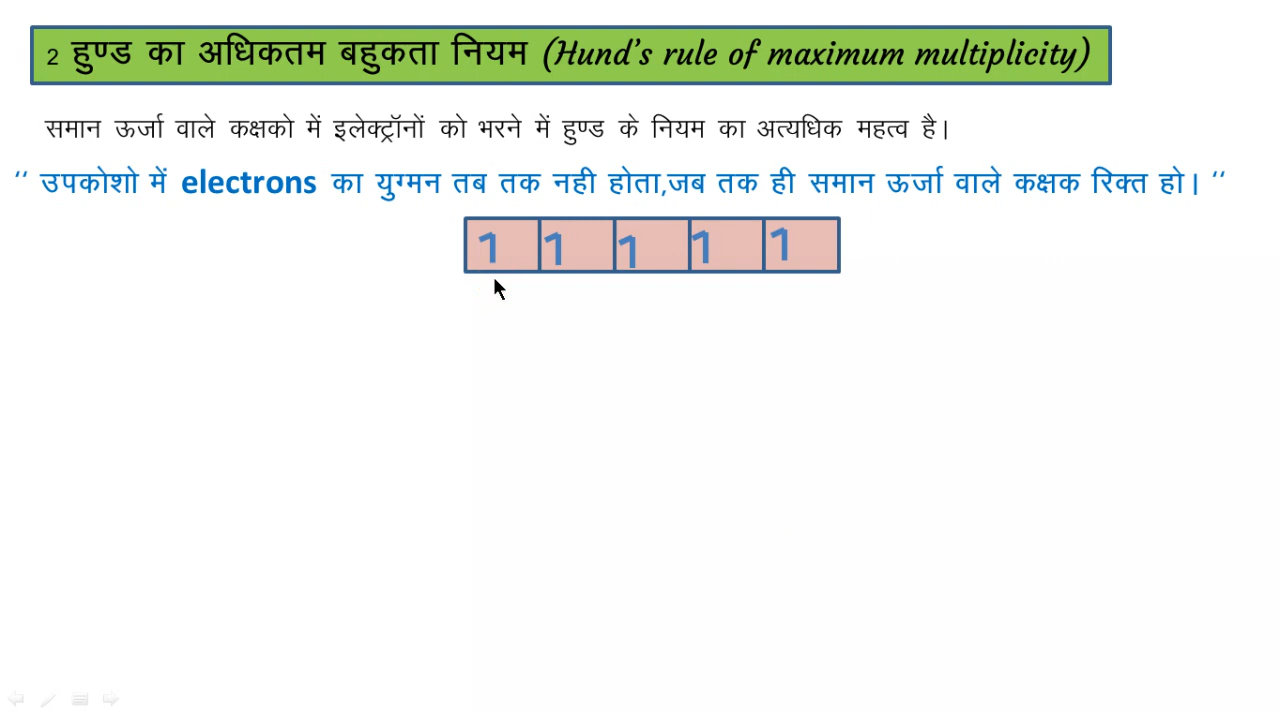 2 हुण्ड का अधिकतम बहुकता नियम (Hund's rule of maximum multiplicity)
समान ऊर्जा वाले कक्षको में इलेक्ट्रॉनों को भरने में हुण्ड के नियम का अत्यधिक महत्व है।
‘‘ उपकोशो में electrons का युग्मन तब तक नही होता,जब तक ही समान ऊर्जा वाले कक्षक रिक्त हो। ‘‘
1 1 1 1 1